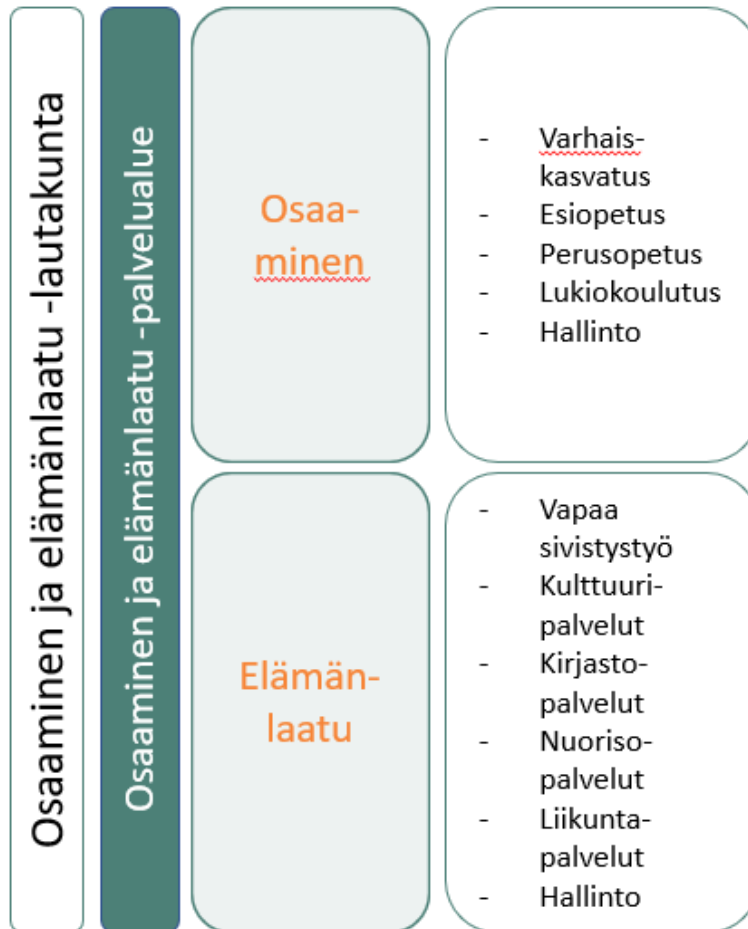 Osaaminen ja elämänlaatu -lautakunta
Osaaminen ja elämänlaatu -palvelualue
Osaa-
minen
- Varhais-
kasvatus
- Esiopetus
- Perusopetus
- Lukiokoulutus
- Hallinto
Elämän-
laatu
- Vapaa
sivistystyö
- Kulttuuri-
palvelut
- Kirjasto-
palvelut
- Nuoriso-
palvelut
- Liikunta-
palvelut
- Hallinto